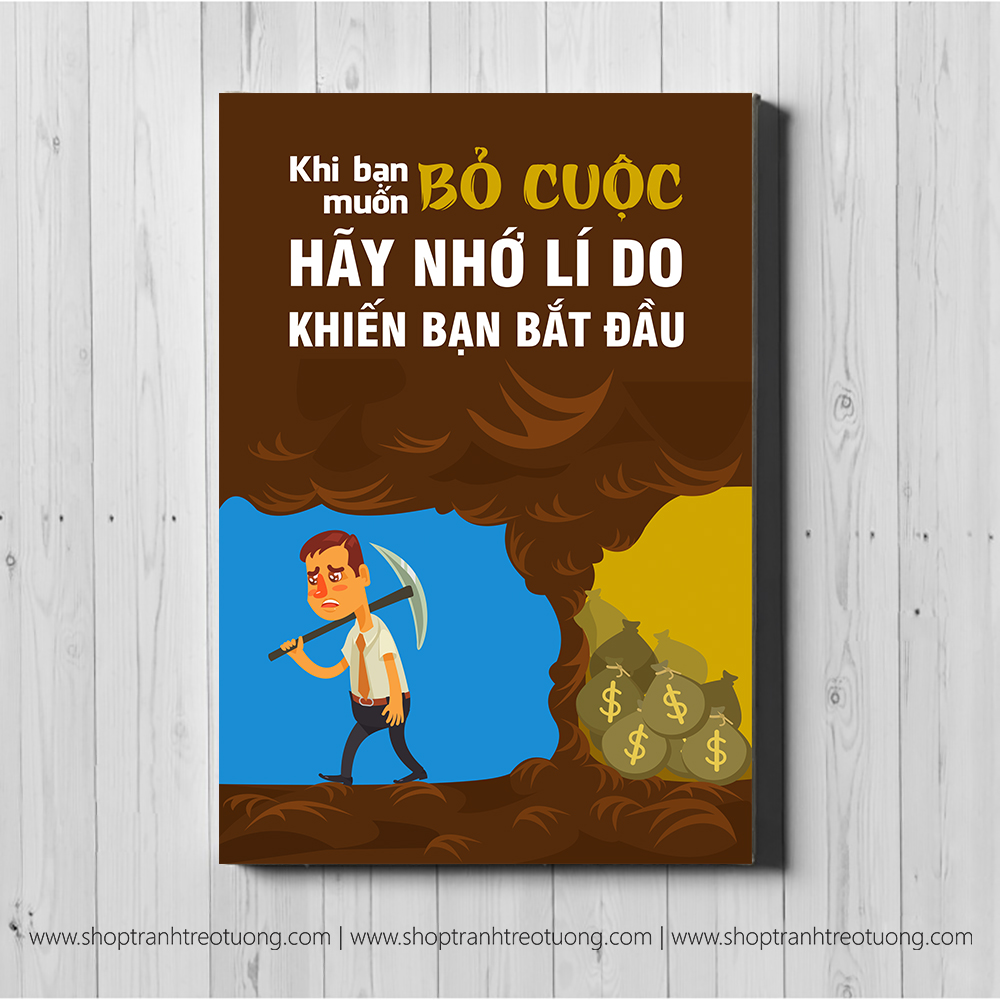 Khi bạn
muốn BỎ CUỘC
HÃY NHỚ LÍ DO
KHIẾN BẠN BẮT ĐẦU
$ $
$ $
www.shoptranhtreotuong.com | www.shoptranhtreotuong.com | www.shoptranhtreotuong.com